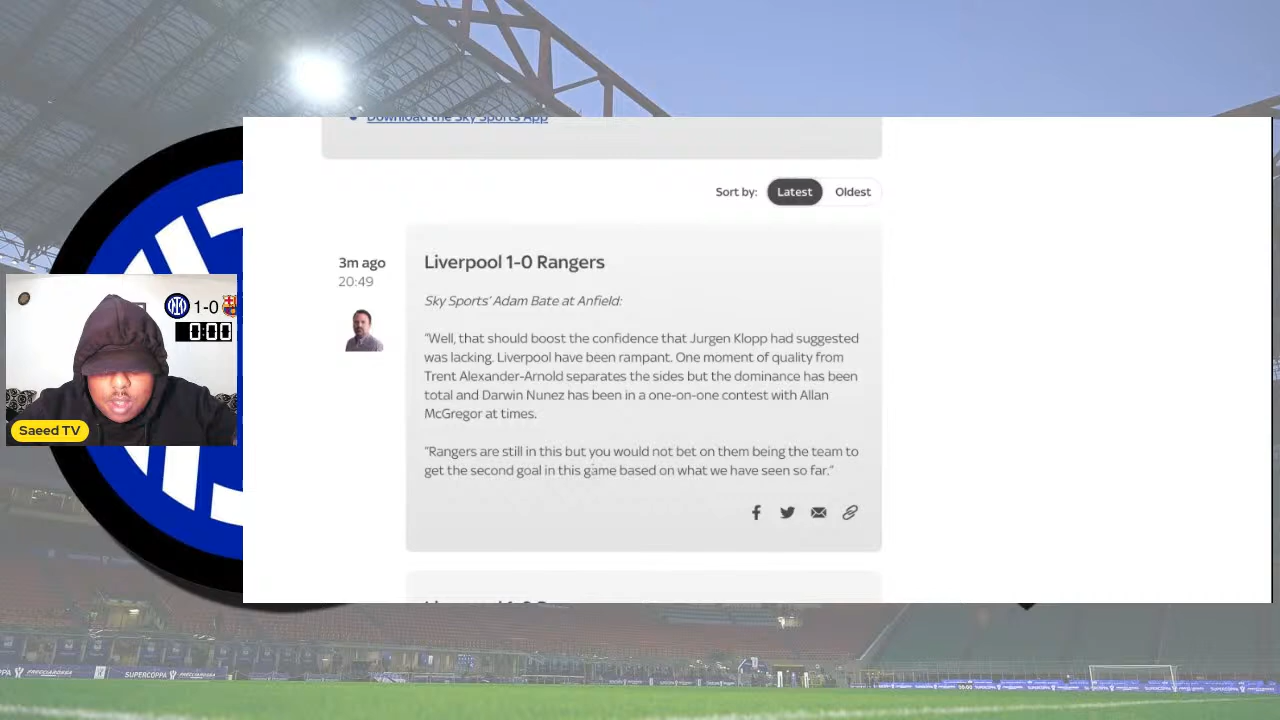 Download the Sky Sports App
Sort by: Latest Oldest
3m ago
20:49
Liverpool 1-0 Rangers
Sky Sports' Adam Bate at Anfield:
"Well, that should boost the confidence that Jurgen Klopp had suggested
was lacking. Liverpool have been rampant. One moment of quality from
Trent Alexander-Arnold separates the sides but the dominance has been
total and Darwin Nunez has been in a one-on-one contest with Allan
McGregor at times.
"Rangers are still in this but you would not bet on them being the team to
get the second goal in this game based on what we have seen so far."
1-0
0:00
Saeed TV
COPPA
FRECCIAROSSA
SUPERCOPPA